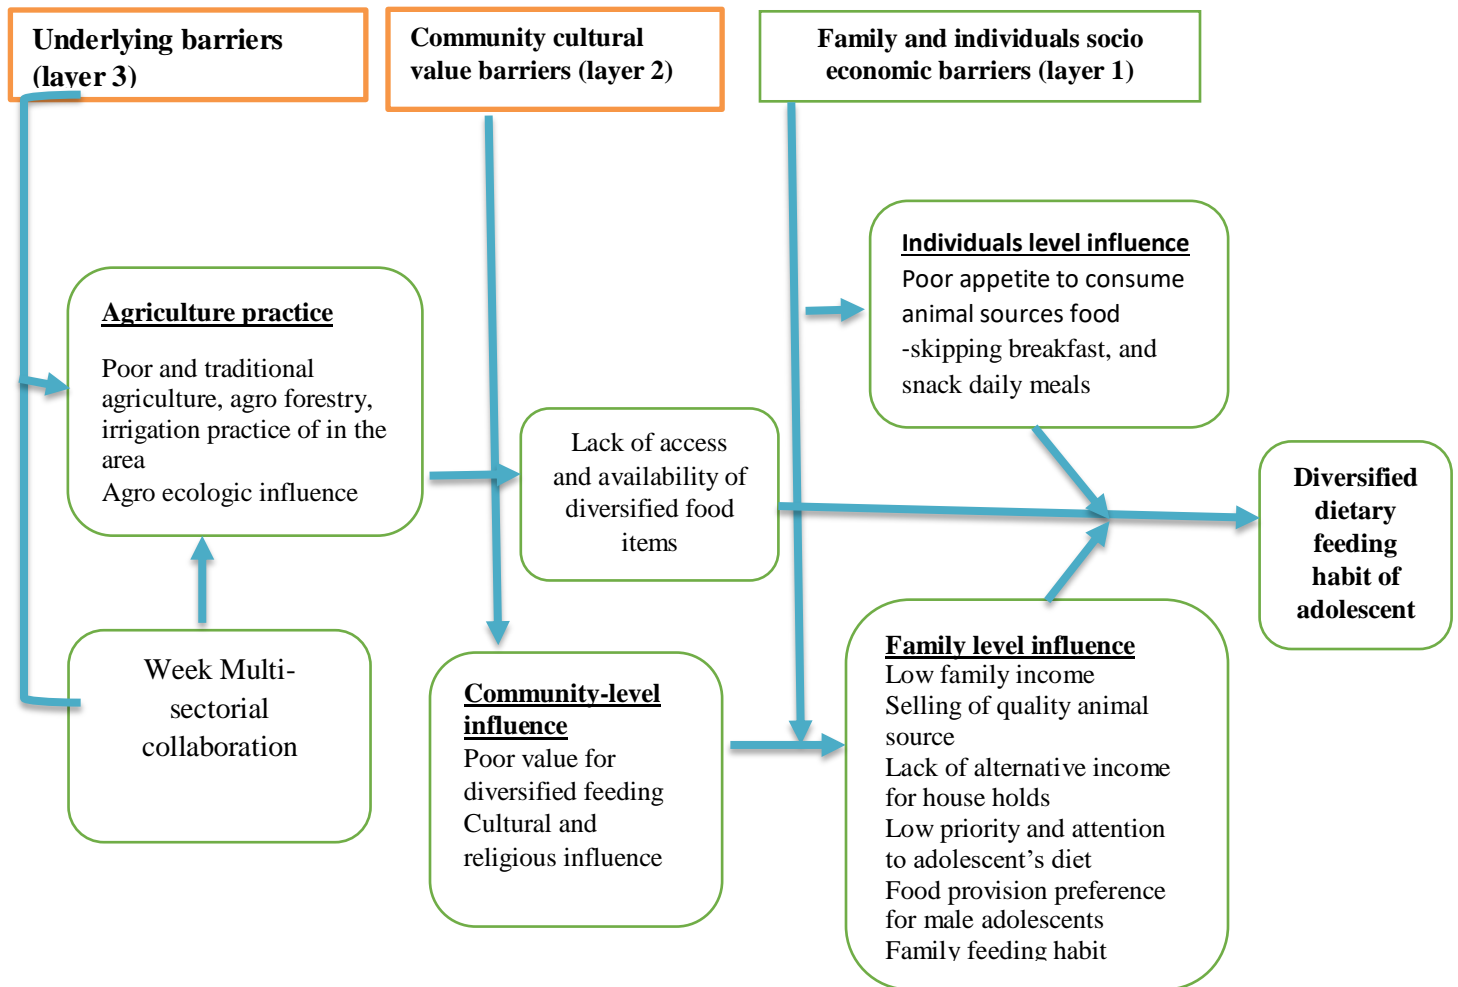 Underlying barriers
(layer 3)
Community cultural
value barriers (layer 2)
Family and individuals socio
economic barriers (layer 1)
Individuals level influence
Poor appetite to consume
animal sources food
-skipping breakfast, and
snack daily meals
Agriculture practice
Poor and traditional
agriculture, agro forestry,
irrigation practice of in the
area
Agro ecologic influence
Lack of access
and availability of
diversified food
items
Diversified
dietary
feeding
habit of
adolescent
Week Multi-
sectorial
collaboration
Community-level
influence
Poor value for
diversified feeding
Cultural and
religious influence
Family level influence
Low family income
Selling of quality animal
source
Lack of alternative income
for house holds
Low priority and attention
to adolescent’s diet
Food provision preference
for male adolescents
Family feeding habit